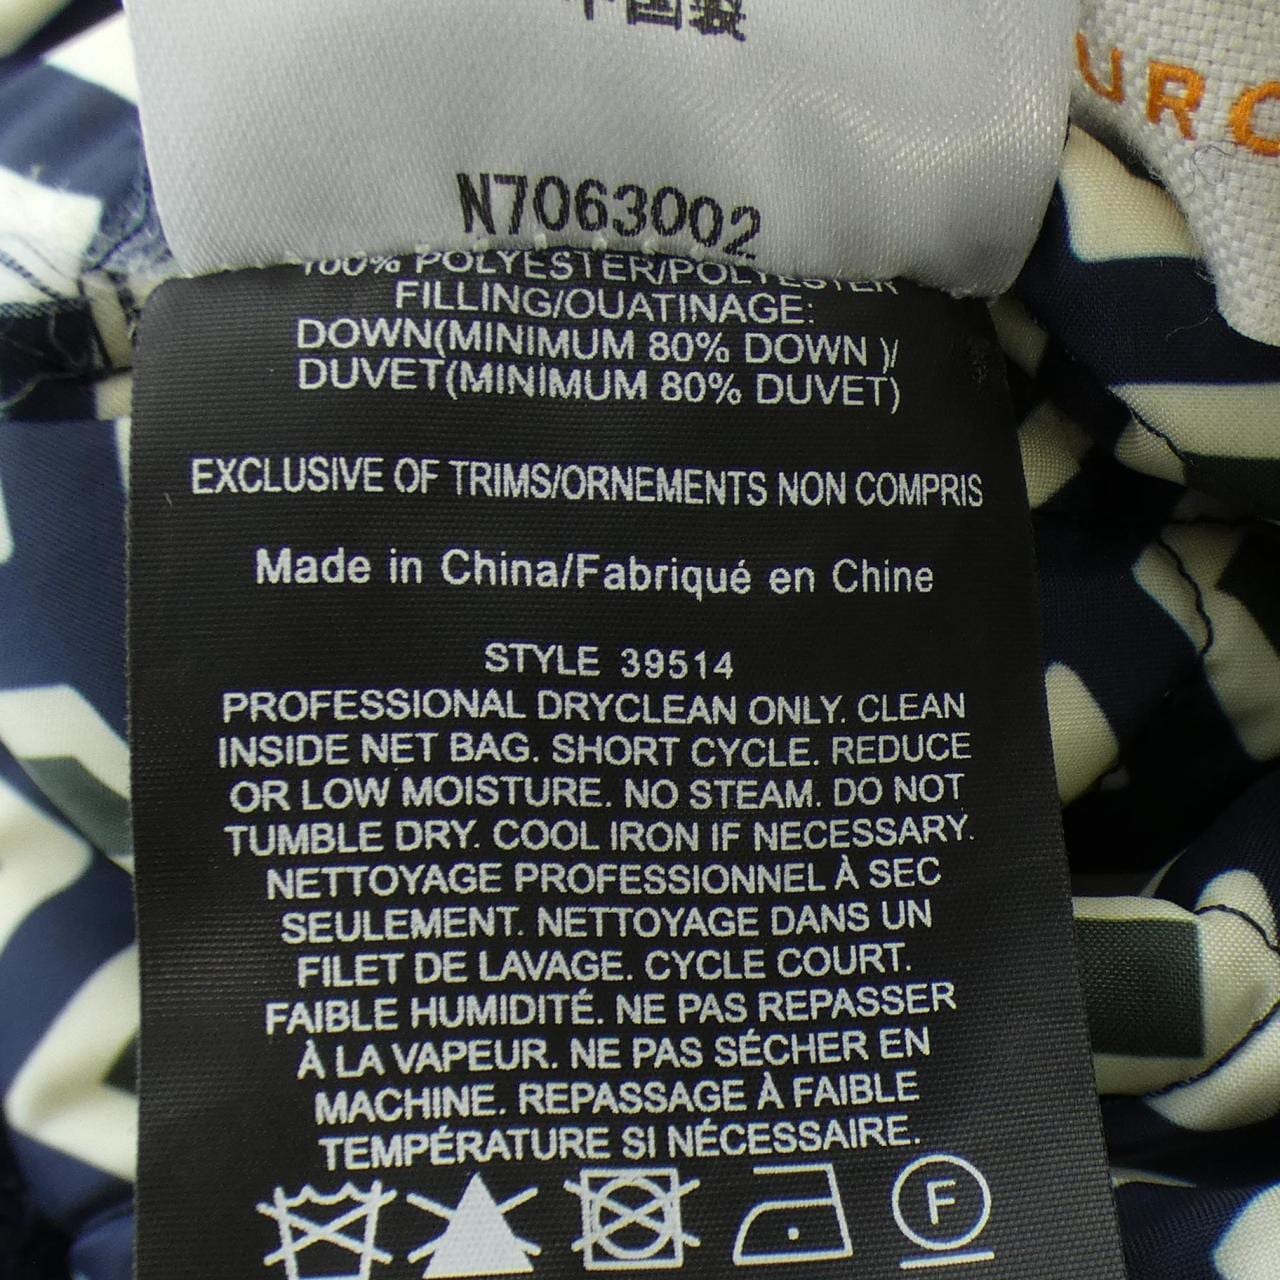 中国製
N7063002
URC
100% POLYESTER/POLYESTER
FILLING/OUATINAGE:
DOWN(MINIMUM 80% DOWN )/
DUVET(MINIMUM 80% DUVET)
EXCLUSIVE OF TRIMS/ORNEMENTS NON COMPRIS
Made in China/Fabriqué en Chine
STYLE 39514
PROFESSIONAL DRYCLEAN ONLY. CLEAN
INSIDE NET BAG. SHORT CYCLE. REDUCE
OR LOW MOISTURE. NO STEAM. DO NOT
TUMBLE DRY. COOL IRON IF NECESSARY.
NETTOYAGE PROFESSIONNEL À SEC
SEULEMENT. NETTOYAGE DANS UN
FILET DE LAVAGE. CYCLE COURT.
FAIBLE HUMIDITÉ. NE PAS REPASSER
À LA VAPEUR. NE PAS SÉCHER EN
MACHINE. REPASSAGE À FAIBLE
TEMPÉRATURE SI NÉCESSAIRE.
F